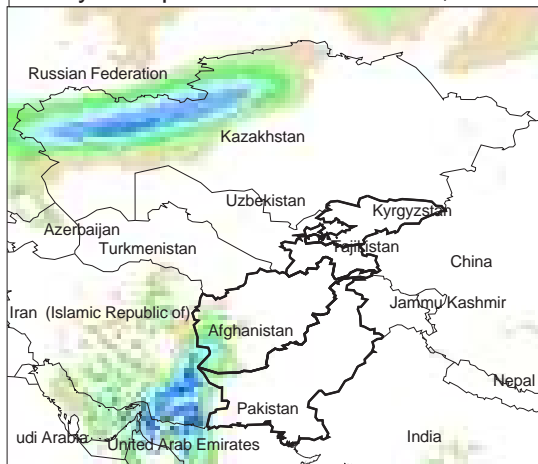 Russian Federation
Kazakhstan
Uzbekistan
Kyrgyzstan
Azerbaijan
Turkmenistan
Tajikistan
China
Iran (Islamic Republic of)
Jammu Kashmir
Afghanistan
Nepal
Pakistan
udi Arabia
United Arab Emirates
India